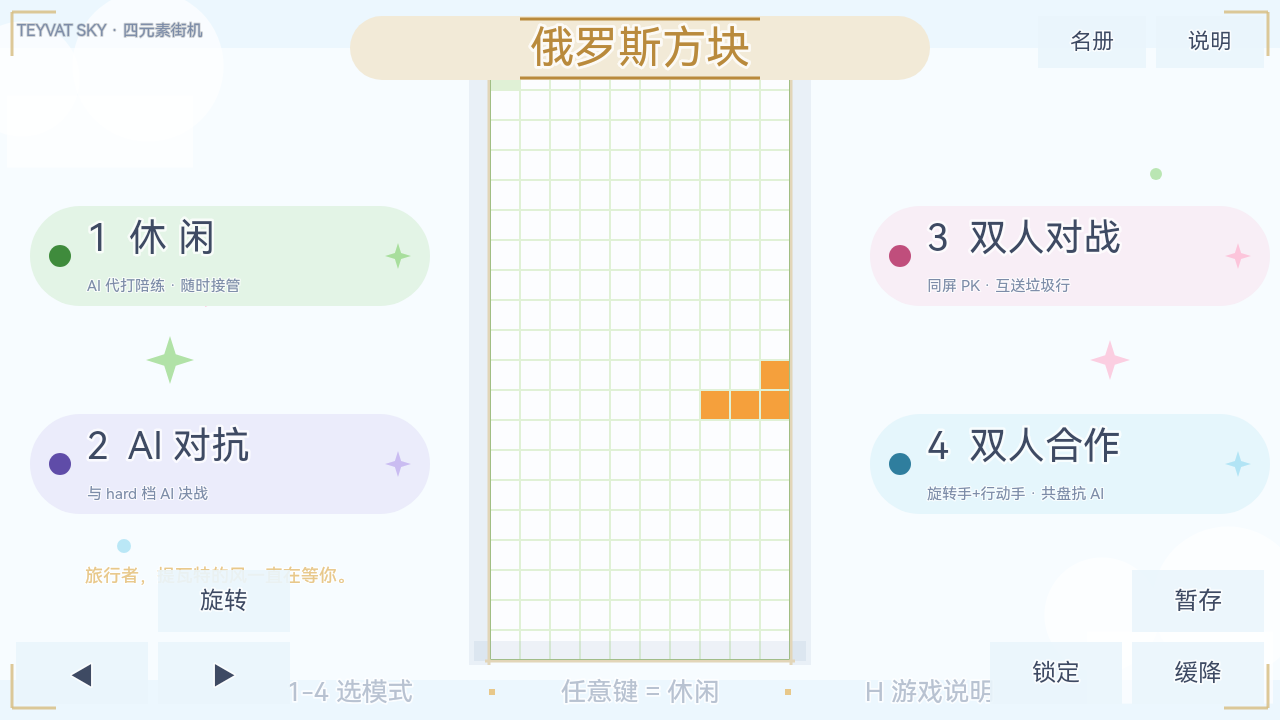 TEYVAT SKY · 四元素街机
俄罗斯方块
名册
说明
1 休 闲
AI 代打陪练 · 随时接管
3 双人对战
同屏 PK · 互送垃圾行
2 AI 对抗
与 hard 档 AI 决战
4 双人合作
旋转手+行动手 · 共盘抗 AI
旅行者，提瓦特的风一直在等你。
旋转
暂存
◀
▶
锁定
缓降
1-4 选模式 ▪ 任意键 = 休闲 ▪ H 游戏说明